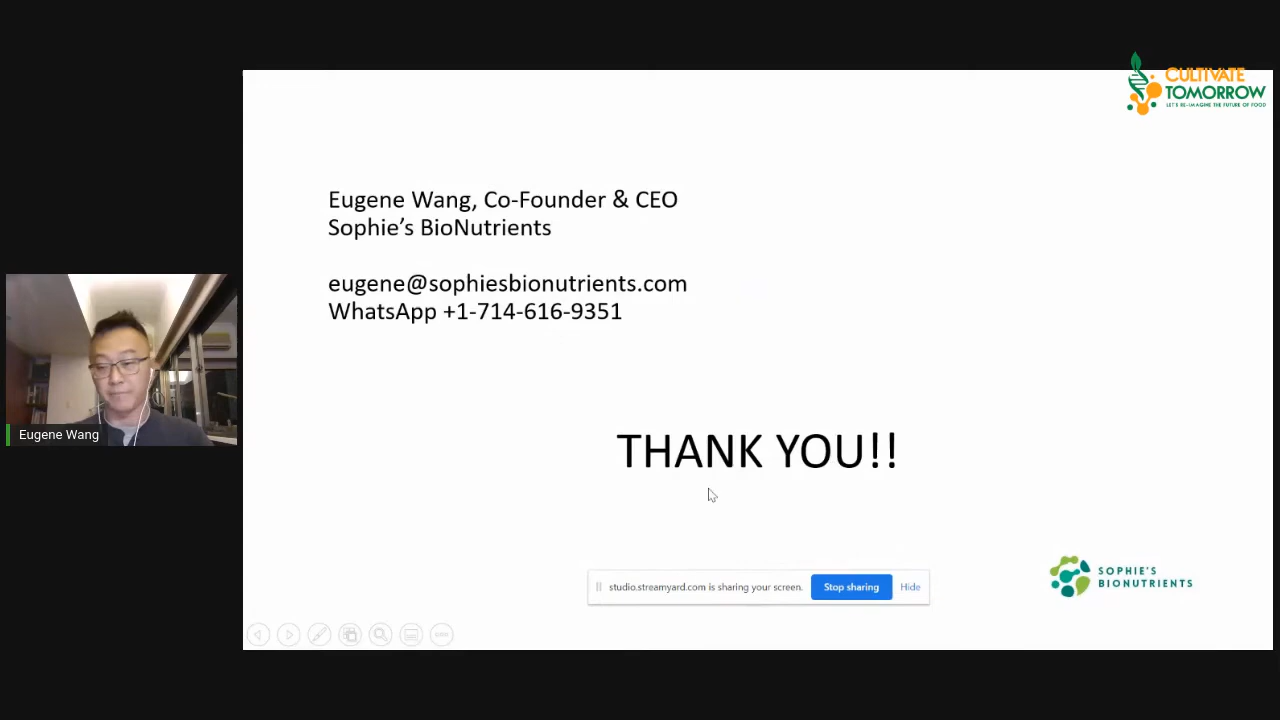 CULTIVATE
TOMORROW
LET'S RE-IMAGINE THE FUTURE OF FOOD
Eugene Wang, Co-Founder & CEO
Sophie's BioNutrients
eugene@sophiesbionutrients.com
WhatsApp +1-714-616-9351
Eugene Wang
THANK YOU!!
SOPHIE'S
BIONUTRIENTS
studio.streamyard.com is sharing your screen.
Stop sharing
Hide